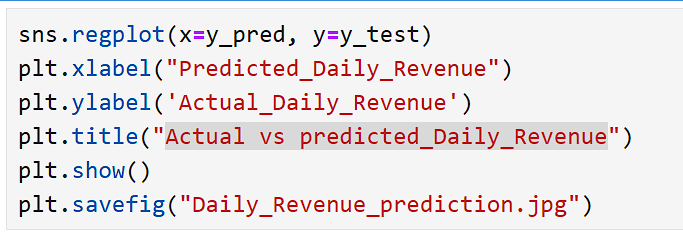 sns.regplot(x=y_pred, y=y_test)
plt.xlabel("Predicted_Daily_Revenue")
plt.ylabel('Actual_Daily_Revenue')
plt.title("Actual vs predicted_Daily_Revenue")
plt.show()
plt.savefig("Daily_Revenue_prediction.jpg")